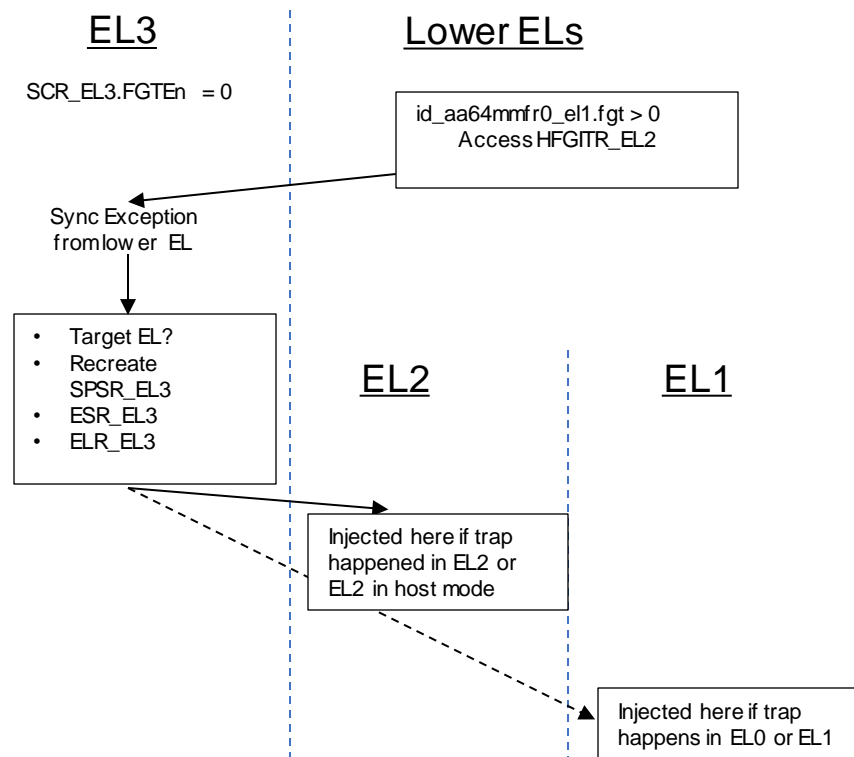 EL3
Lower ELs
SCR_EL3.FGTEn = 0
id_aa64mmfr0_el1.fgt > 0
Access HFGITR_EL2
Sync Exception
from lower EL
• Target EL?
• Recreate
SPSR_EL3
• ESR_EL3
• ELR_EL3
EL2
EL1
Injected here if trap
happened in EL2 or
EL2 in host mode
Injected here if trap
happens in EL0 or EL1